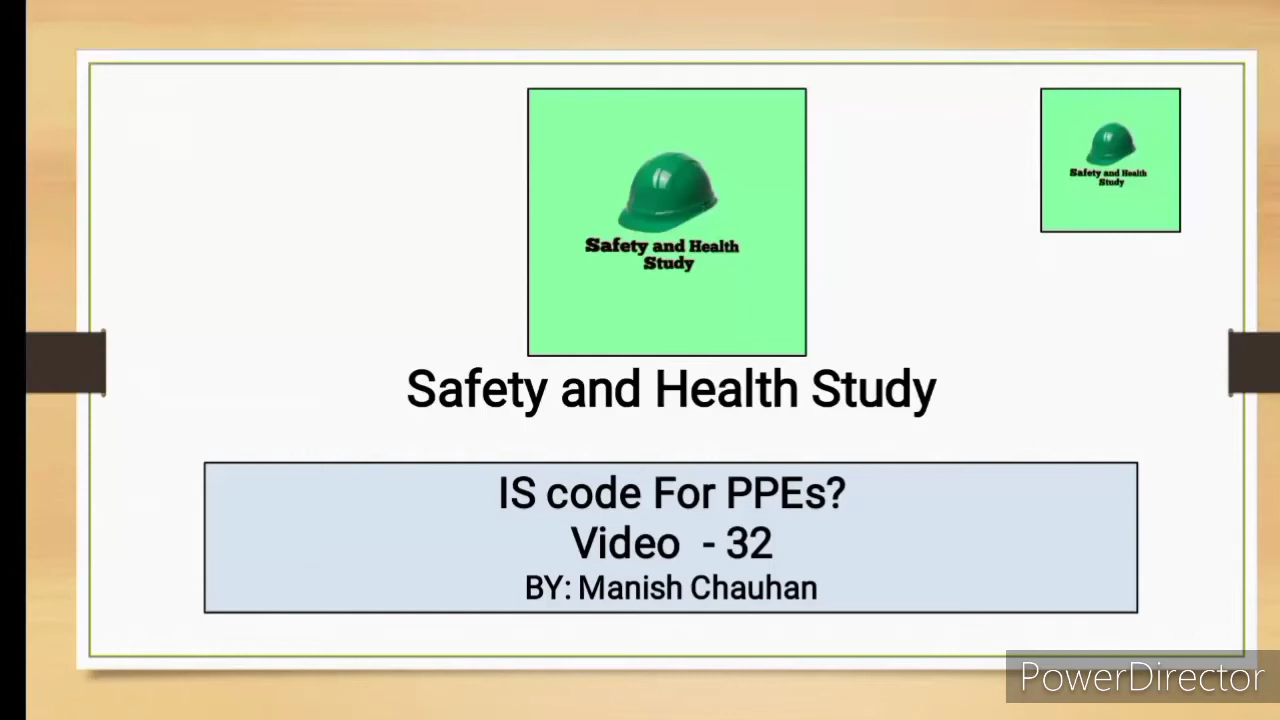 Safety and Health
Study
Safety and Health
Study
Safety and Health Study
IS code For PPEs?
Video - 32
BY: Manish Chauhan
PowerDirector